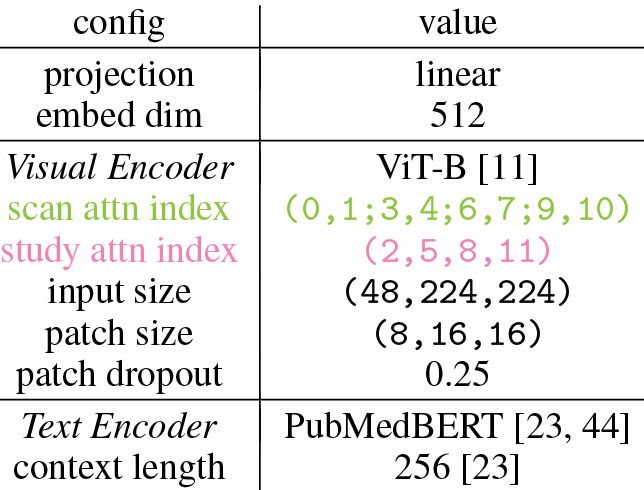 config value
projection linear
embed dim 512
Visual Encoder ViT-B [11]
scan attn index (0,1;3,4;6,7;9,10)
study attn index (2,5,8,11)
input size (48,224,224)
patch size (8,16,16)
patch dropout 0.25
Text Encoder PubMedBERT [23, 44]
context length 256 [23]